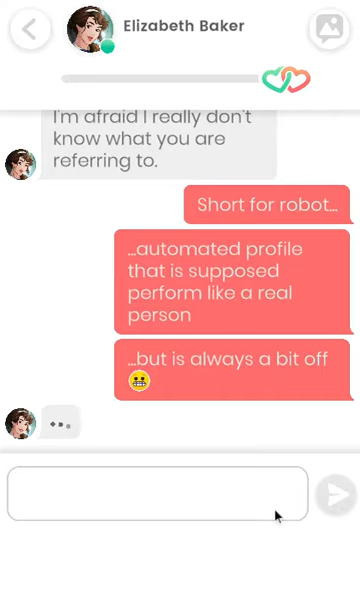 Elizabeth Baker
I'm afraid I really don't
know what you are
referring to.
Short for robot...
...automated profile
that is supposed
perform like a real
person
...but is always a bit off
😬